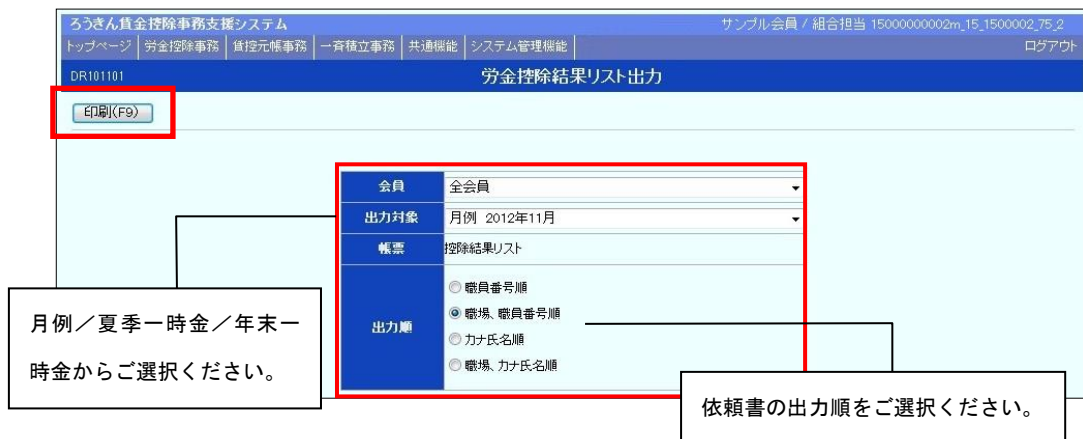 ろうきん賃金控除事務支援システム
サンプル会員 / 組合担当 15000000002m_15_1500002_75_2
トップページ 労金控除事務 賃控元帳事務 一斉積立事務 共通機能 システム管理機能 ログアウト
DR101101 労金控除結果リスト出力
印刷(F9)
会員 全会員
出力対象 月例 2012年11月
帳票 控除結果リスト
出力順
職員番号順
職場、職員番号順
カナ氏名順
職場、カナ氏名順
月例／夏季一時金／年末一
時金からご選択ください。
依頼書の出力順をご選択ください。